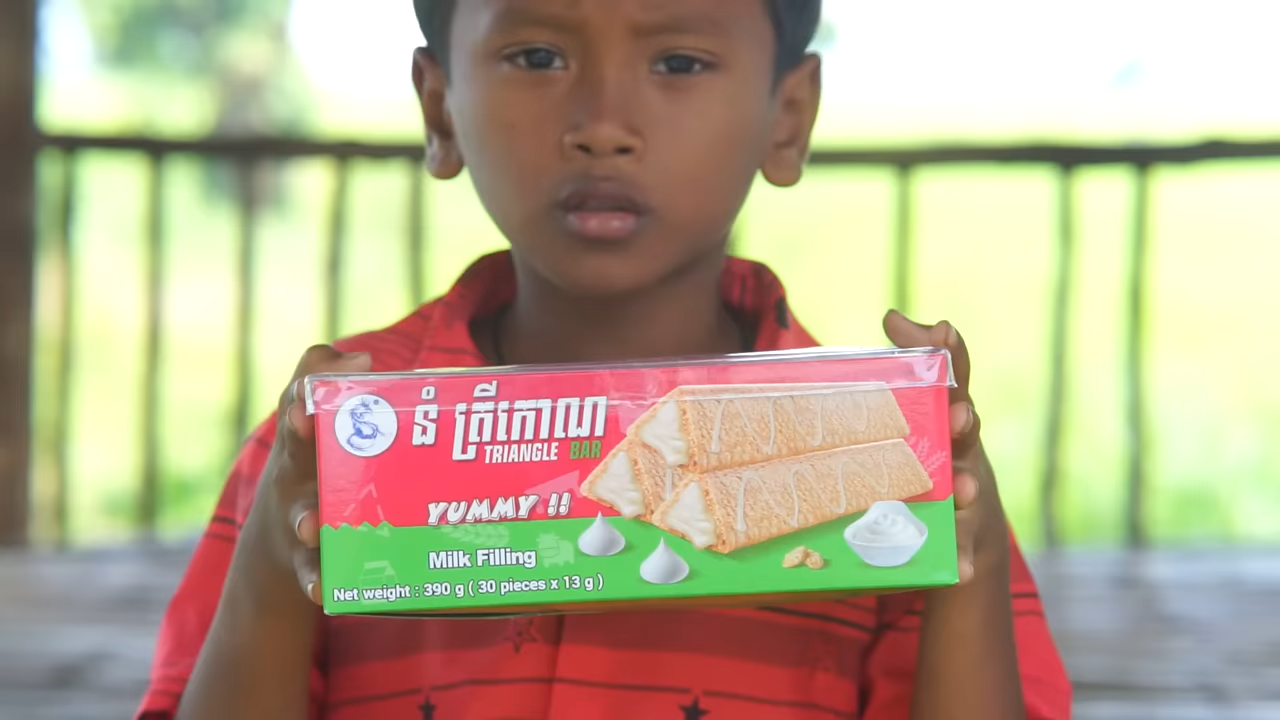 នំ ត្រីកោណ
TRIANGLE BAR
YUMMY !!
Milk Filling
Net weight : 390 g ( 30 pieces x 13 g )